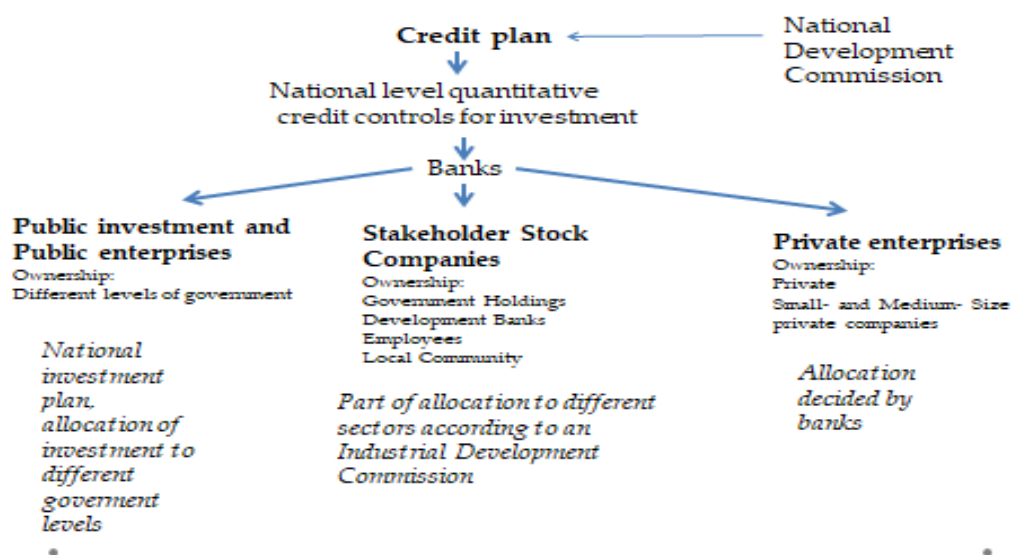 Credit plan
National
Development
Commission
National level quantitative
credit controls for investment
Banks
Public investment and
Public enterprises
Ownership:
Different levels of government
National
investment
plan,
allocation of
investment to
different
goverment
levels
Stakeholder Stock
Companies
Ownership:
Government Holdings
Development Banks
Employees
Local Community
Part of allocation to different
sectors according to an
Industrial Development
Commission
Private enterprises
Ownership:
Private
Small- and Medium- Size
private companies
Allocation
decided by
banks